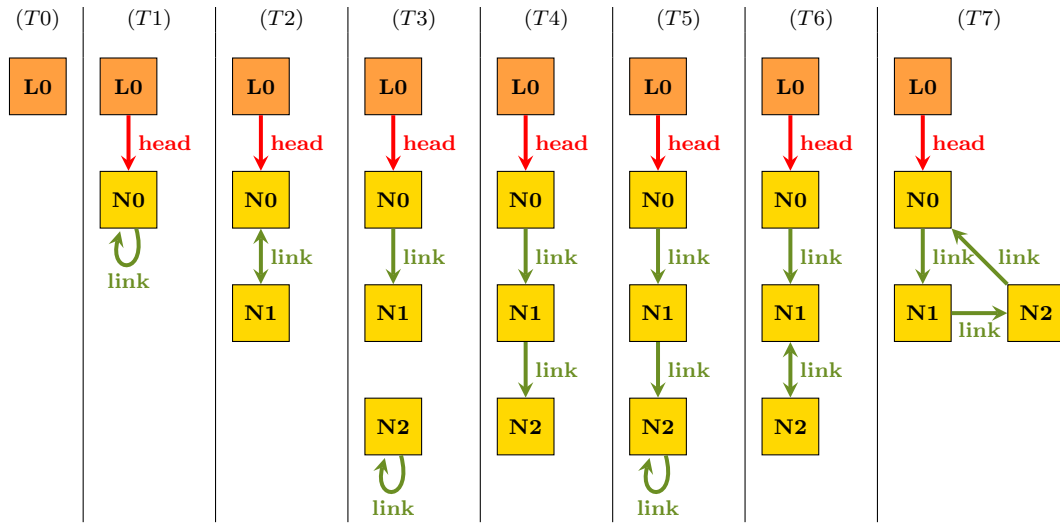 (T0) (T1) (T2) (T3) (T4) (T5) (T6) (T7)
L0 L0 L0 L0 L0 L0 L0 L0
head head head head head head head
N0 N0 N0 N0 N0 N0 N0
link link link link link link link link
N1 N1 N1 N1 N1 N1 N2
link
link link link
N2 N2 N2 N2
link link